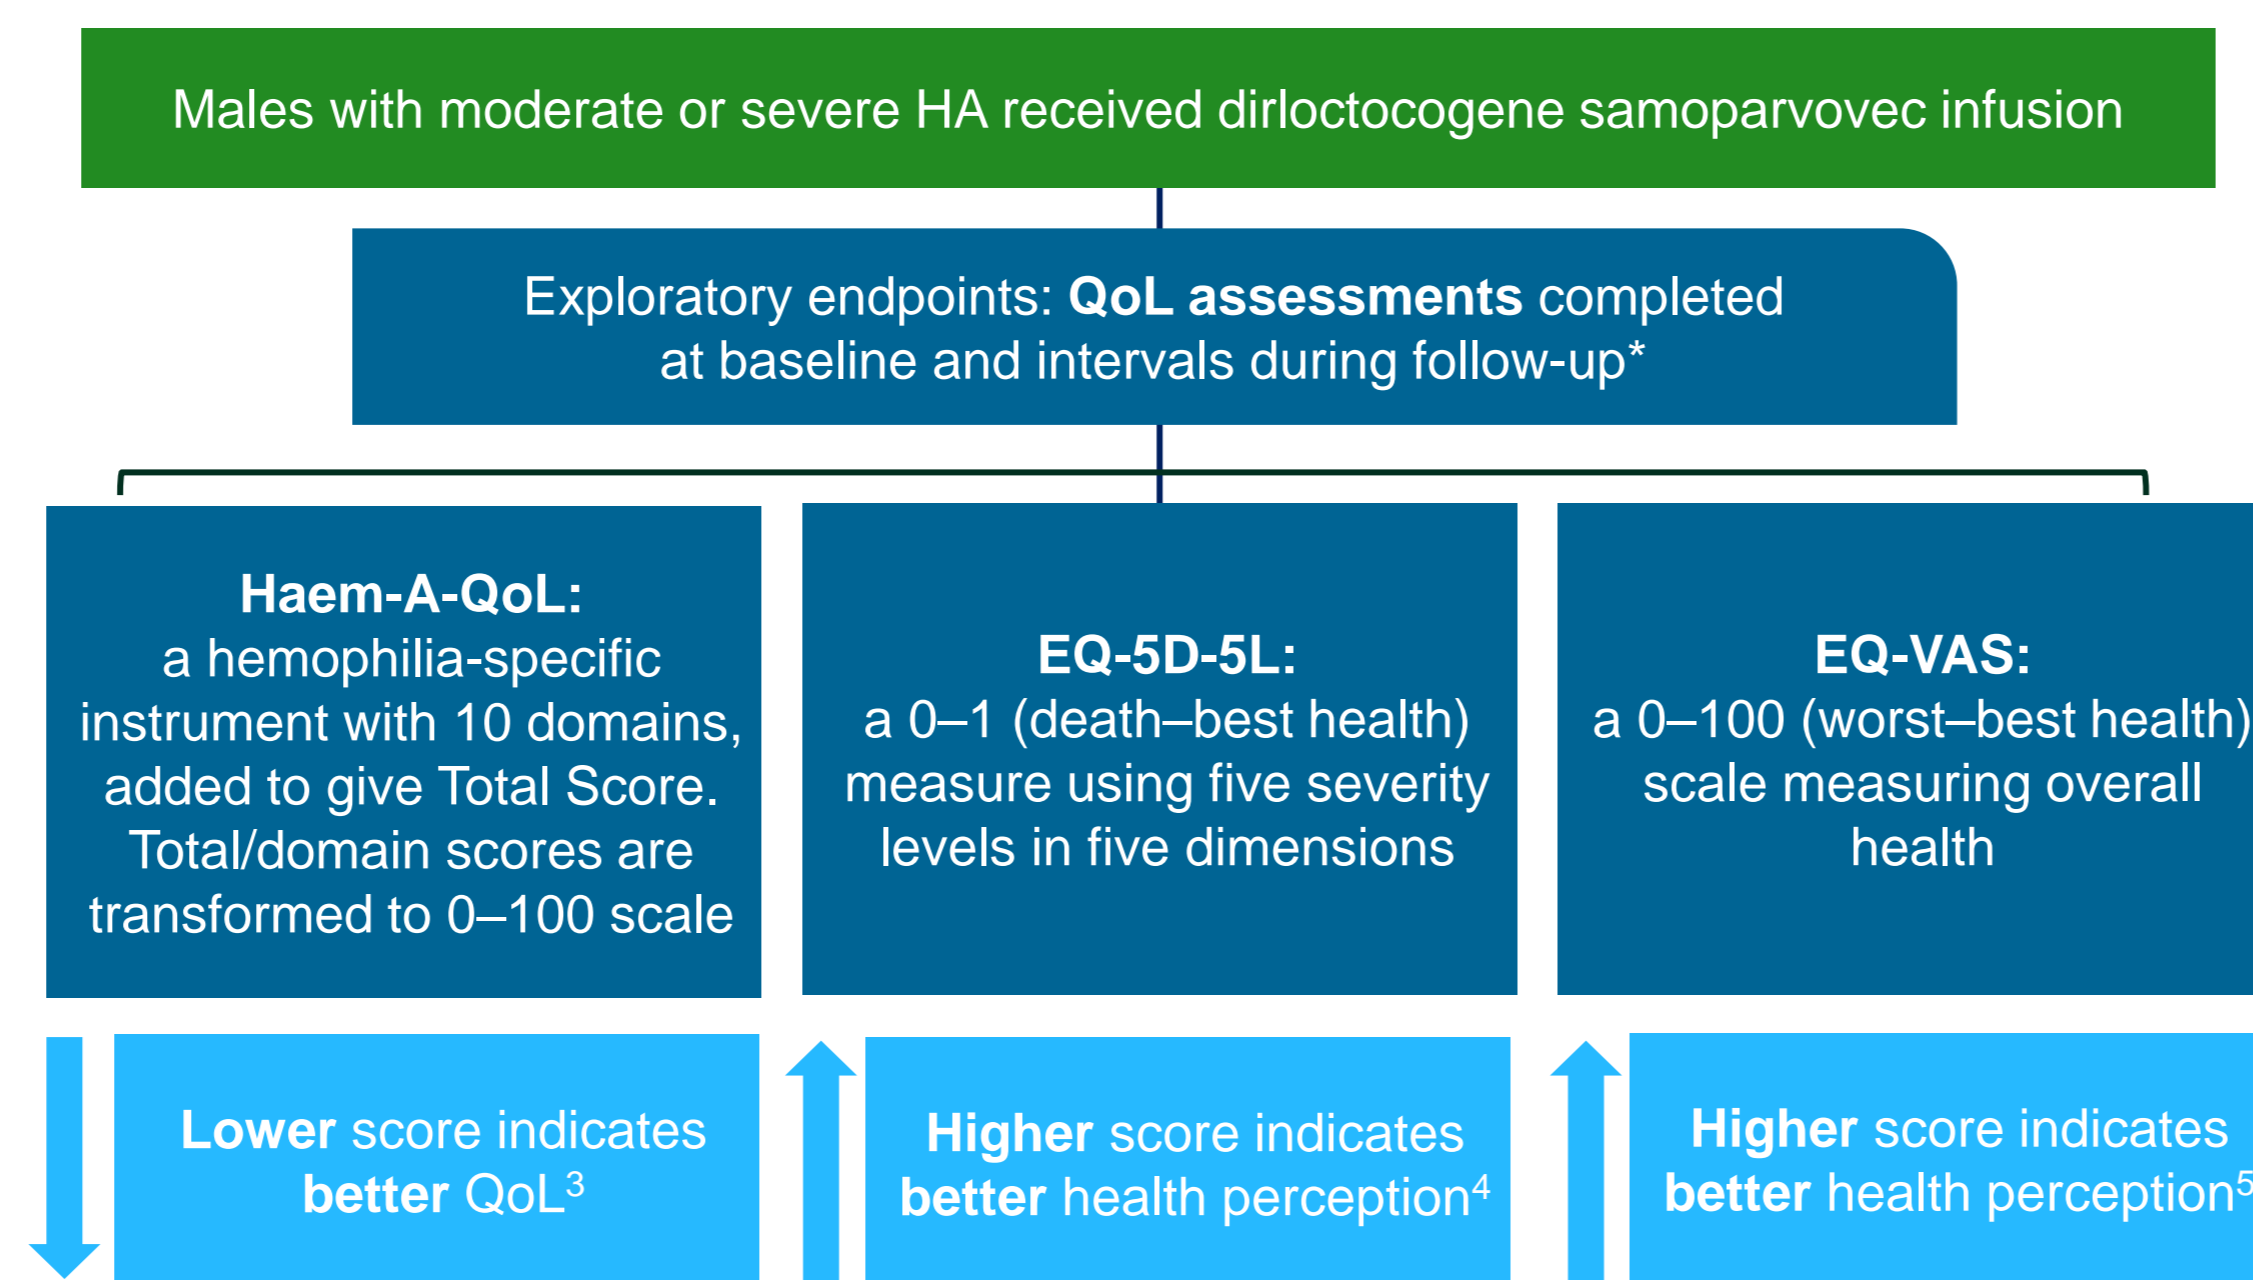 Males with moderate or severe HA received dirloctocogene samoparvovec infusion
Exploratory endpoints: QoL assessments completed
at baseline and intervals during follow-up*
Haem-A-QoL:
a hemophilia-specific
instrument with 10 domains,
added to give Total Score.
Total/domain scores are
transformed to 0–100 scale
EQ-5D-5L:
a 0–1 (death–best health)
measure using five severity
levels in five dimensions
EQ-VAS:
a 0–100 (worst–best health)
scale measuring overall
health
Lower score indicates
better QoL³
Higher score indicates
better health perception⁴
Higher score indicates
better health perception⁵